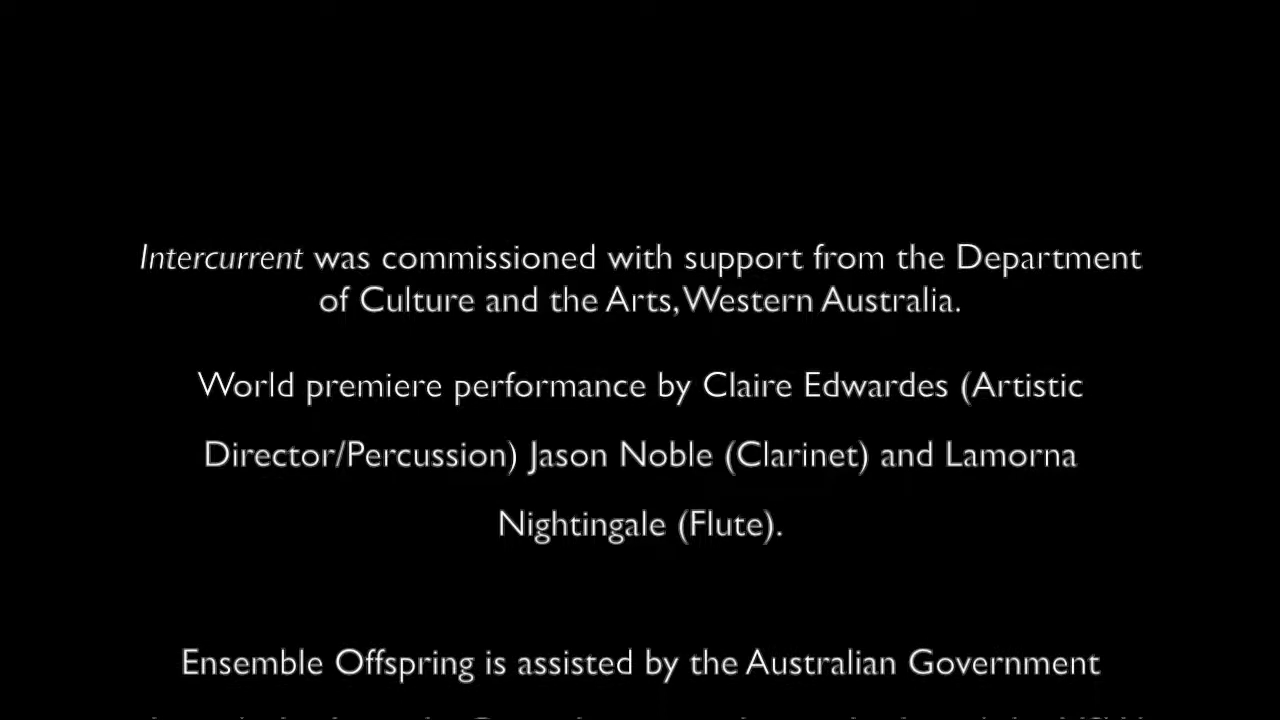 Intercurrent was commissioned with support from the Department
of Culture and the Arts, Western Australia.
World premiere performance by Claire Edwardes (Artistic
Director/Percussion) Jason Noble (Clarinet) and Lamorna
Nightingale (Flute).
Ensemble Offspring is assisted by the Australian Government